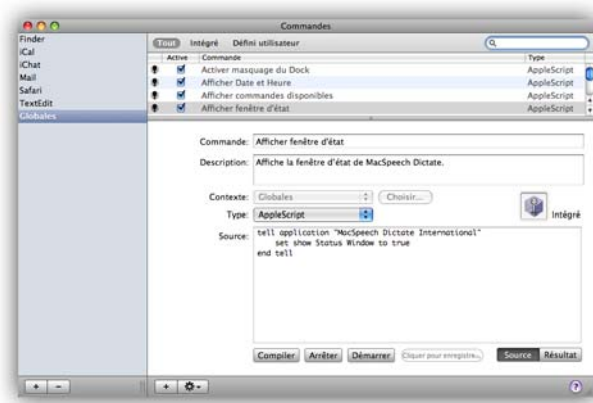 Commandes
Finder
iCal
iChat
Mail
Safari
TextEdit
Globales
Tout Intégré Défini utilisateur
Active Commande Type
Activer masquage du Dock AppleScript
Afficher Date et Heure AppleScript
Afficher commandes disponibles AppleScript
Afficher fenêtre d'état AppleScript
Commande: Afficher fenêtre d'état
Description: Affiche la fenêtre d'état de MacSpeech Dictate.
Contexte: Globales Choisir...
Type: AppleScript Intégré
Source: tell application "MacSpeech Dictate International"
set show Status Window to true
end tell
Compiler Arrêter Démarrer Cliquer pour enregistre... Source Résultat
+ - + ?